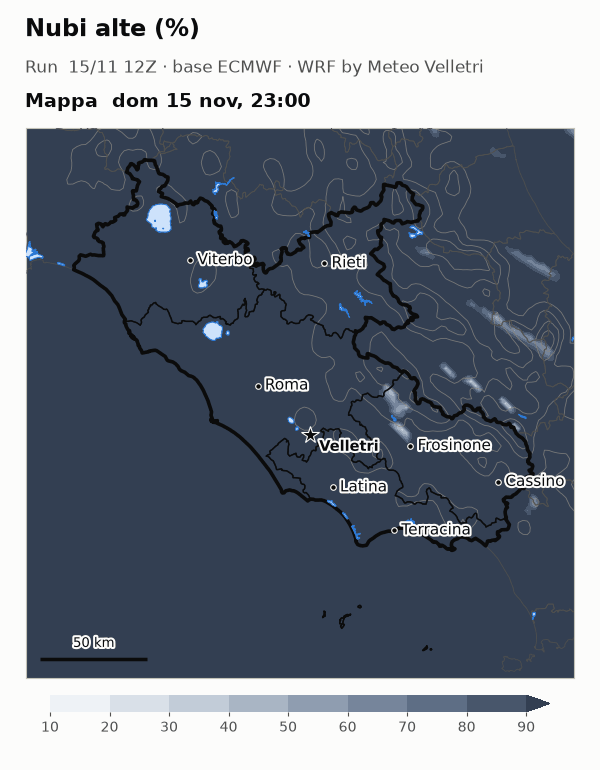 Nubi alte (%)
Run  15/11 12Z · base ECMWF · WRF by Meteo Velletri
Mappa  dom 15 nov, 23:00
Viterbo
Rieti
Roma
Velletri
Frosinone
Latina
Cassino
Terracina
50 km
10 20 30 40 50 60 70 80 90